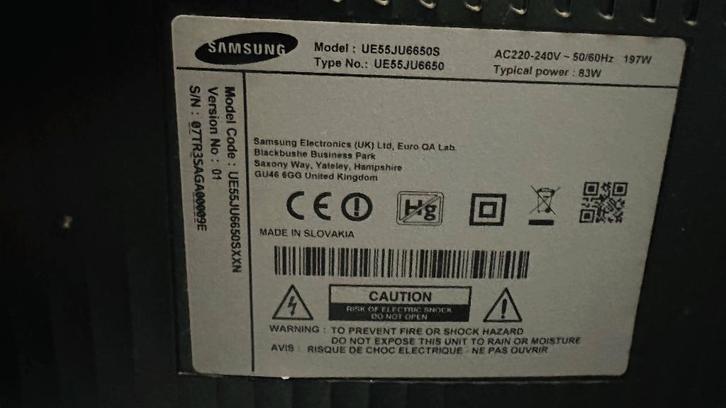 SAMSUNG
Model : UE55JU6650S
Type No.: UE55JU6650
AC220-240V ~ 50/60Hz 197W
Typical power : 83W
Model Code : UE55JU6650SXXN
Version No : 01
S/N : 07TR3SAGA00009E
Samsung Electronics (UK) Ltd, Euro QA Lab.
Blackbushe Business Park
Saxony Way, Yateley, Hampshire
GU46 6GG United Kingdom
CE
Hg
MADE IN SLOVAKIA
CAUTION
RISK OF ELECTRIC SHOCK
DO NOT OPEN
WARNING : TO PREVENT FIRE OR SHOCK HAZARD
DO NOT EXPOSE THIS UNIT TO RAIN OR MOISTURE
AVIS : RISQUE DE CHOC ELECTRIQUE - NE PAS OUVRIR